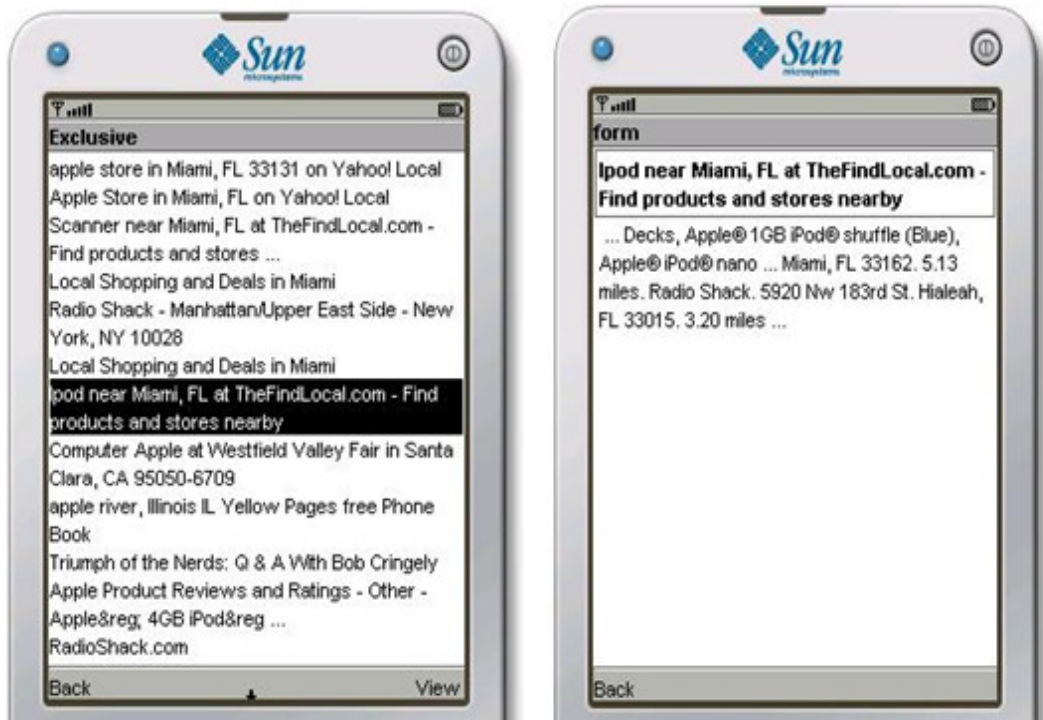 Sun
microsystems
Exclusive
apple store in Miami, FL 33131 on Yahoo! Local
Apple Store in Miami, FL on Yahoo! Local
Scanner near Miami, FL at TheFindLocal.com -
Find products and stores ...
Local Shopping and Deals in Miami
Radio Shack - Manhattan/Upper East Side - New
York, NY 10028
Local Shopping and Deals in Miami
Ipod near Miami, FL at TheFindLocal.com - Find
products and stores nearby
Computer Apple at Westfield Valley Fair in Santa
Clara, CA 95050-6709
apple river, Illinois IL Yellow Pages free Phone
Book
Triumph of the Nerds: Q & A With Bob Cringely
Apple Product Reviews and Ratings - Other -
Apple&reg; 4GB iPod&reg ...
RadioShack.com
Back
View
Sun
microsystems
form
Ipod near Miami, FL at TheFindLocal.com -
Find products and stores nearby
... Decks, Apple® 1GB iPod® shuffle (Blue),
Apple® iPod® nano ... Miami, FL 33162. 5.13
miles. Radio Shack. 5920 Nw 183rd St. Hialeah,
FL 33015. 3.20 miles ...
Back